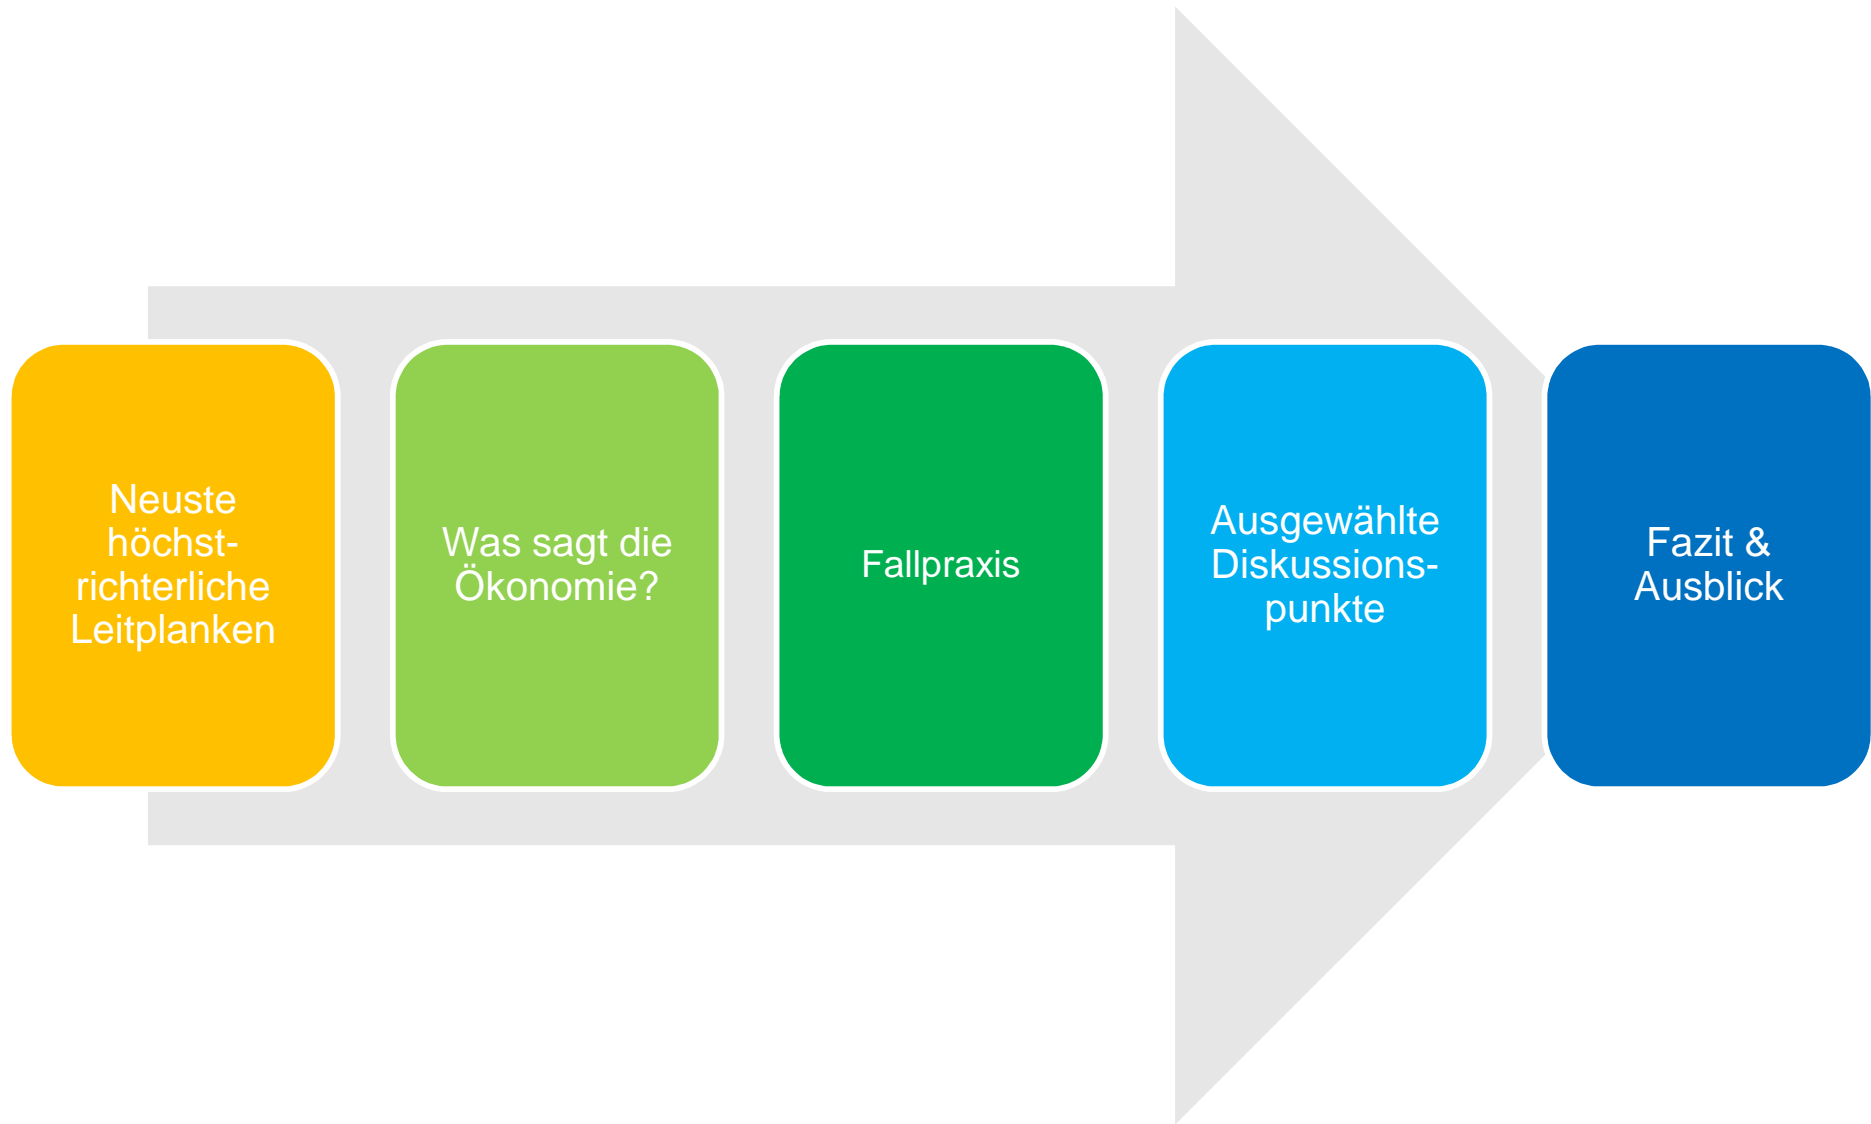 Neuste
höchst-
richterliche
Leitplanken
Was sagt die
Ökonomie?
Fallpraxis
Ausgewählte
Diskussions-
punkte
Fazit &
Ausblick